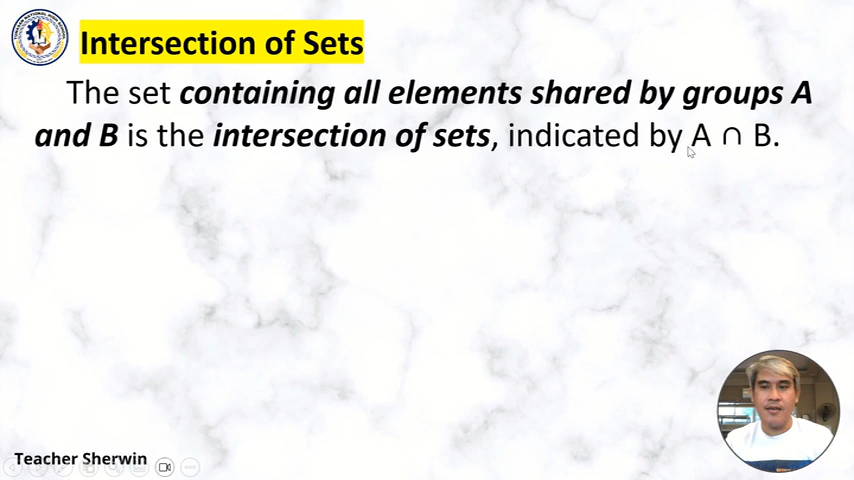 Intersection of Sets
The set containing all elements shared by groups A
and B is the intersection of sets, indicated by A ∩ B.
Teacher Sherwin